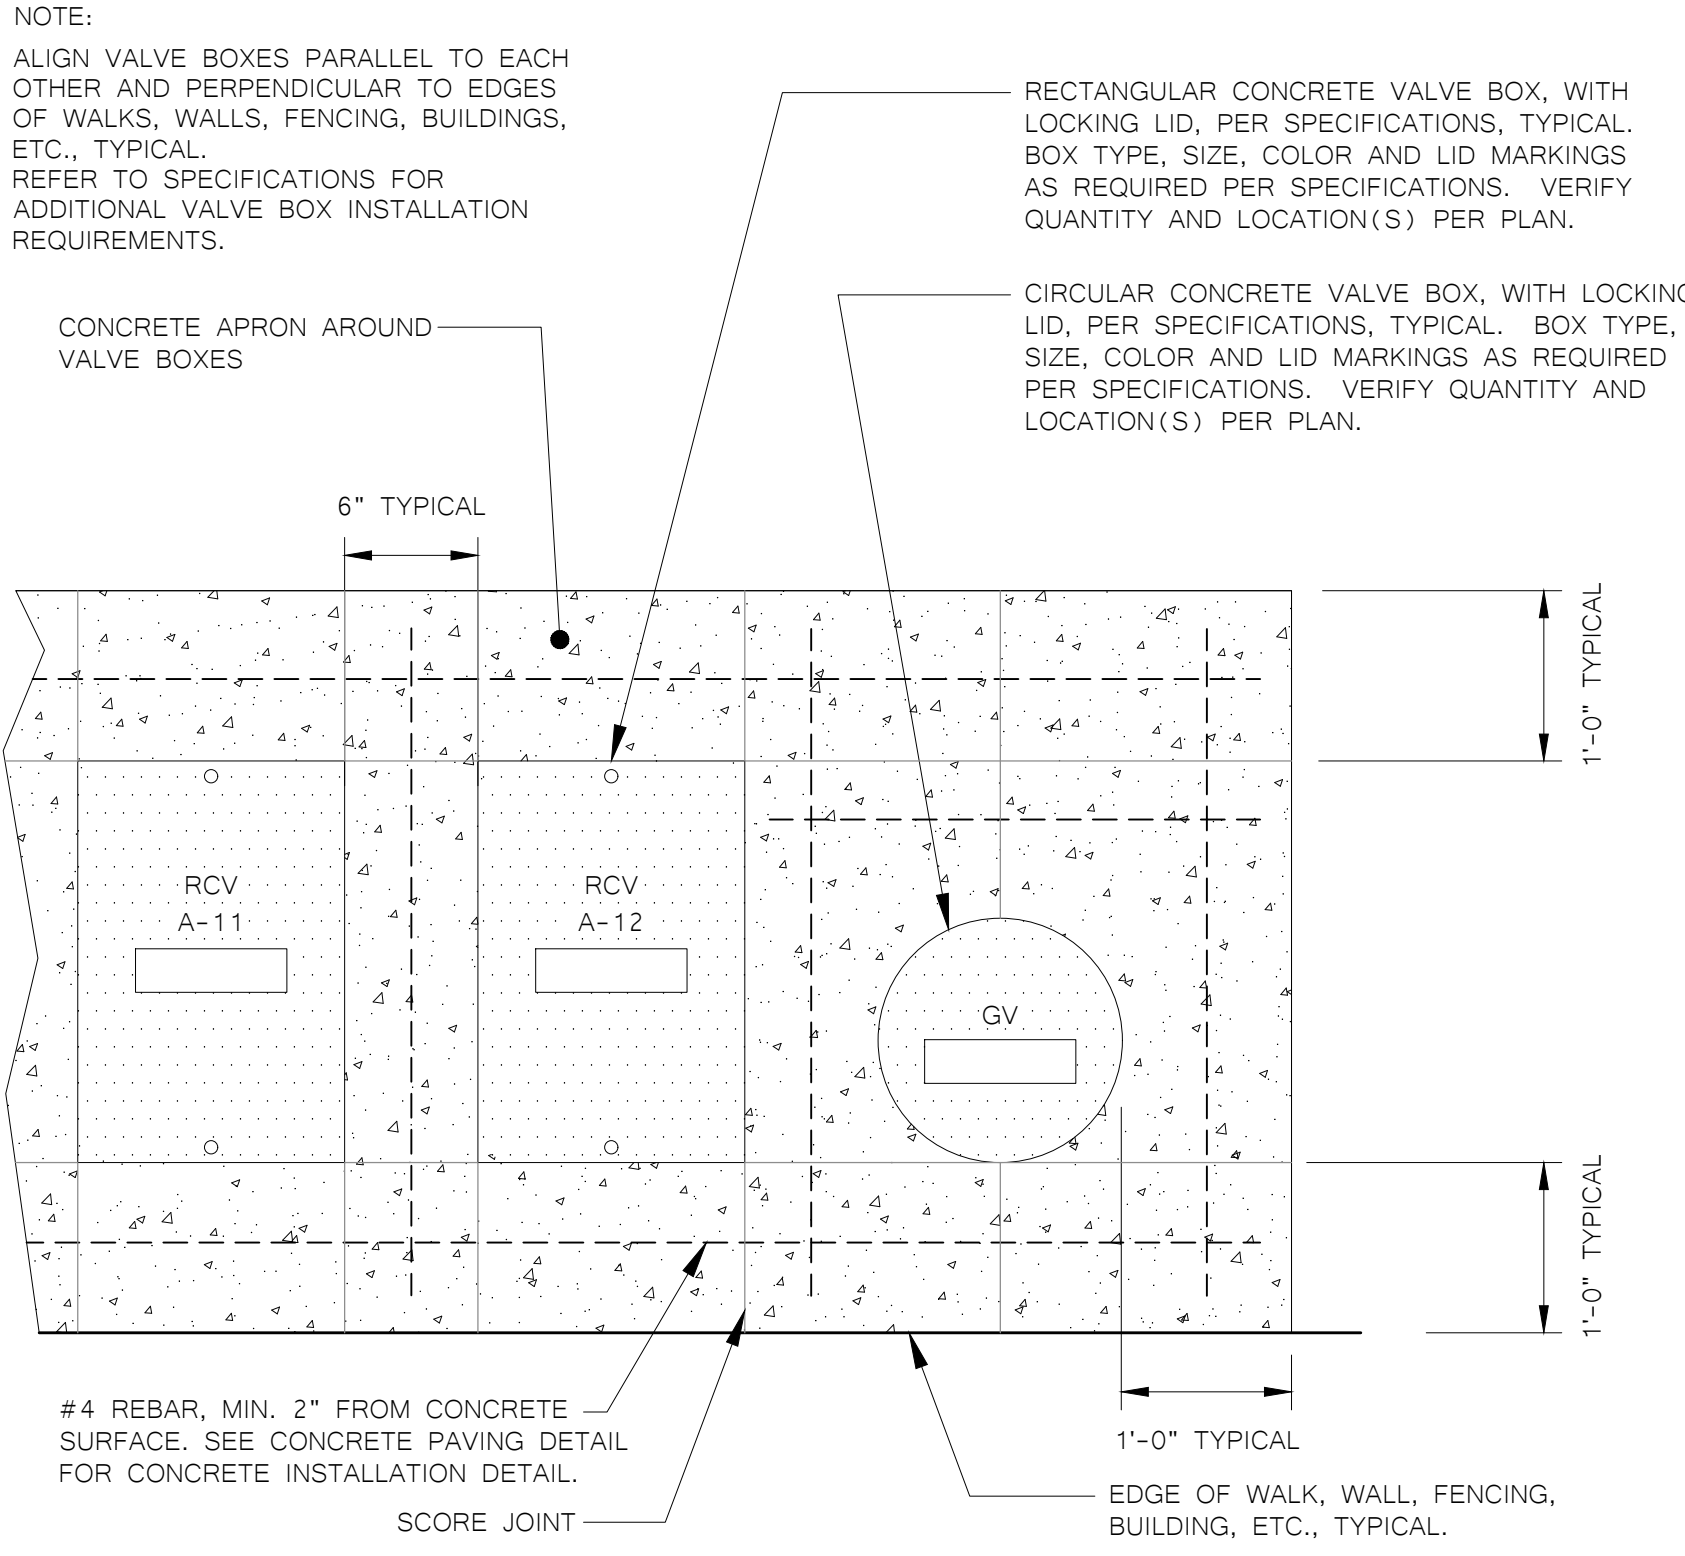 NOTE:
ALIGN VALVE BOXES PARALLEL TO EACH
OTHER AND PERPENDICULAR TO EDGES
OF WALKS, WALLS, FENCING, BUILDINGS,
ETC., TYPICAL.
REFER TO SPECIFICATIONS FOR
ADDITIONAL VALVE BOX INSTALLATION
REQUIREMENTS.
RECTANGULAR CONCRETE VALVE BOX, WITH
LOCKING LID, PER SPECIFICATIONS, TYPICAL.
BOX TYPE, SIZE, COLOR AND LID MARKINGS
AS REQUIRED PER SPECIFICATIONS. VERIFY
QUANTITY AND LOCATION(S) PER PLAN.
CIRCULAR CONCRETE VALVE BOX, WITH LOCKING
LID, PER SPECIFICATIONS, TYPICAL. BOX TYPE,
SIZE, COLOR AND LID MARKINGS AS REQUIRED
PER SPECIFICATIONS. VERIFY QUANTITY AND
LOCATION(S) PER PLAN.
CONCRETE APRON AROUND
VALVE BOXES
6" TYPICAL
1'-0" TYPICAL
RCV
A-11
RCV
A-12
GV
1'-0" TYPICAL
#4 REBAR, MIN. 2" FROM CONCRETE
SURFACE. SEE CONCRETE PAVING DETAIL
FOR CONCRETE INSTALLATION DETAIL.
1'-0" TYPICAL
SCORE JOINT
EDGE OF WALK, WALL, FENCING,
BUILDING, ETC., TYPICAL.